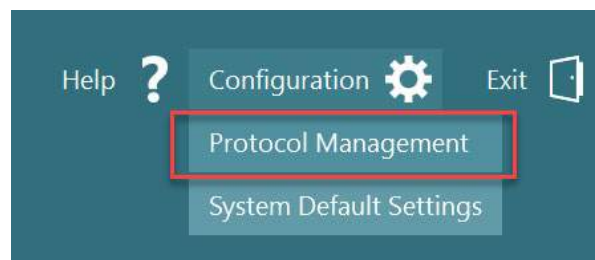 Help ? Configuration Exit
Protocol Management
System Default Settings